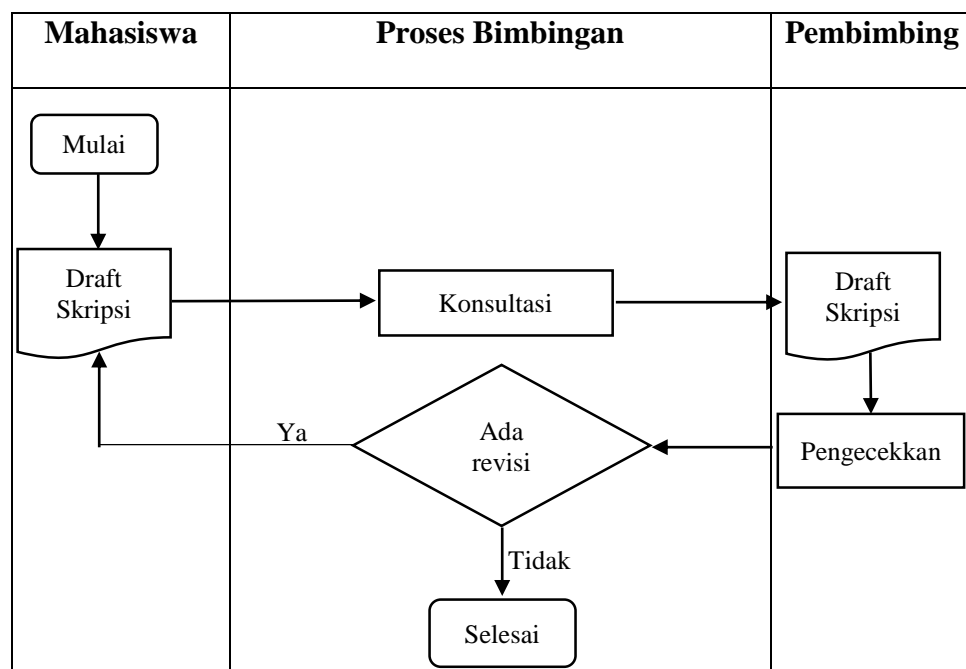 Mahasiswa
Proses Bimbingan
Pembimbing
Mulai
Draft
Skripsi
Konsultasi
Draft
Skripsi
Ya
Ada
revisi
Pengecekkan
Tidak
Selesai